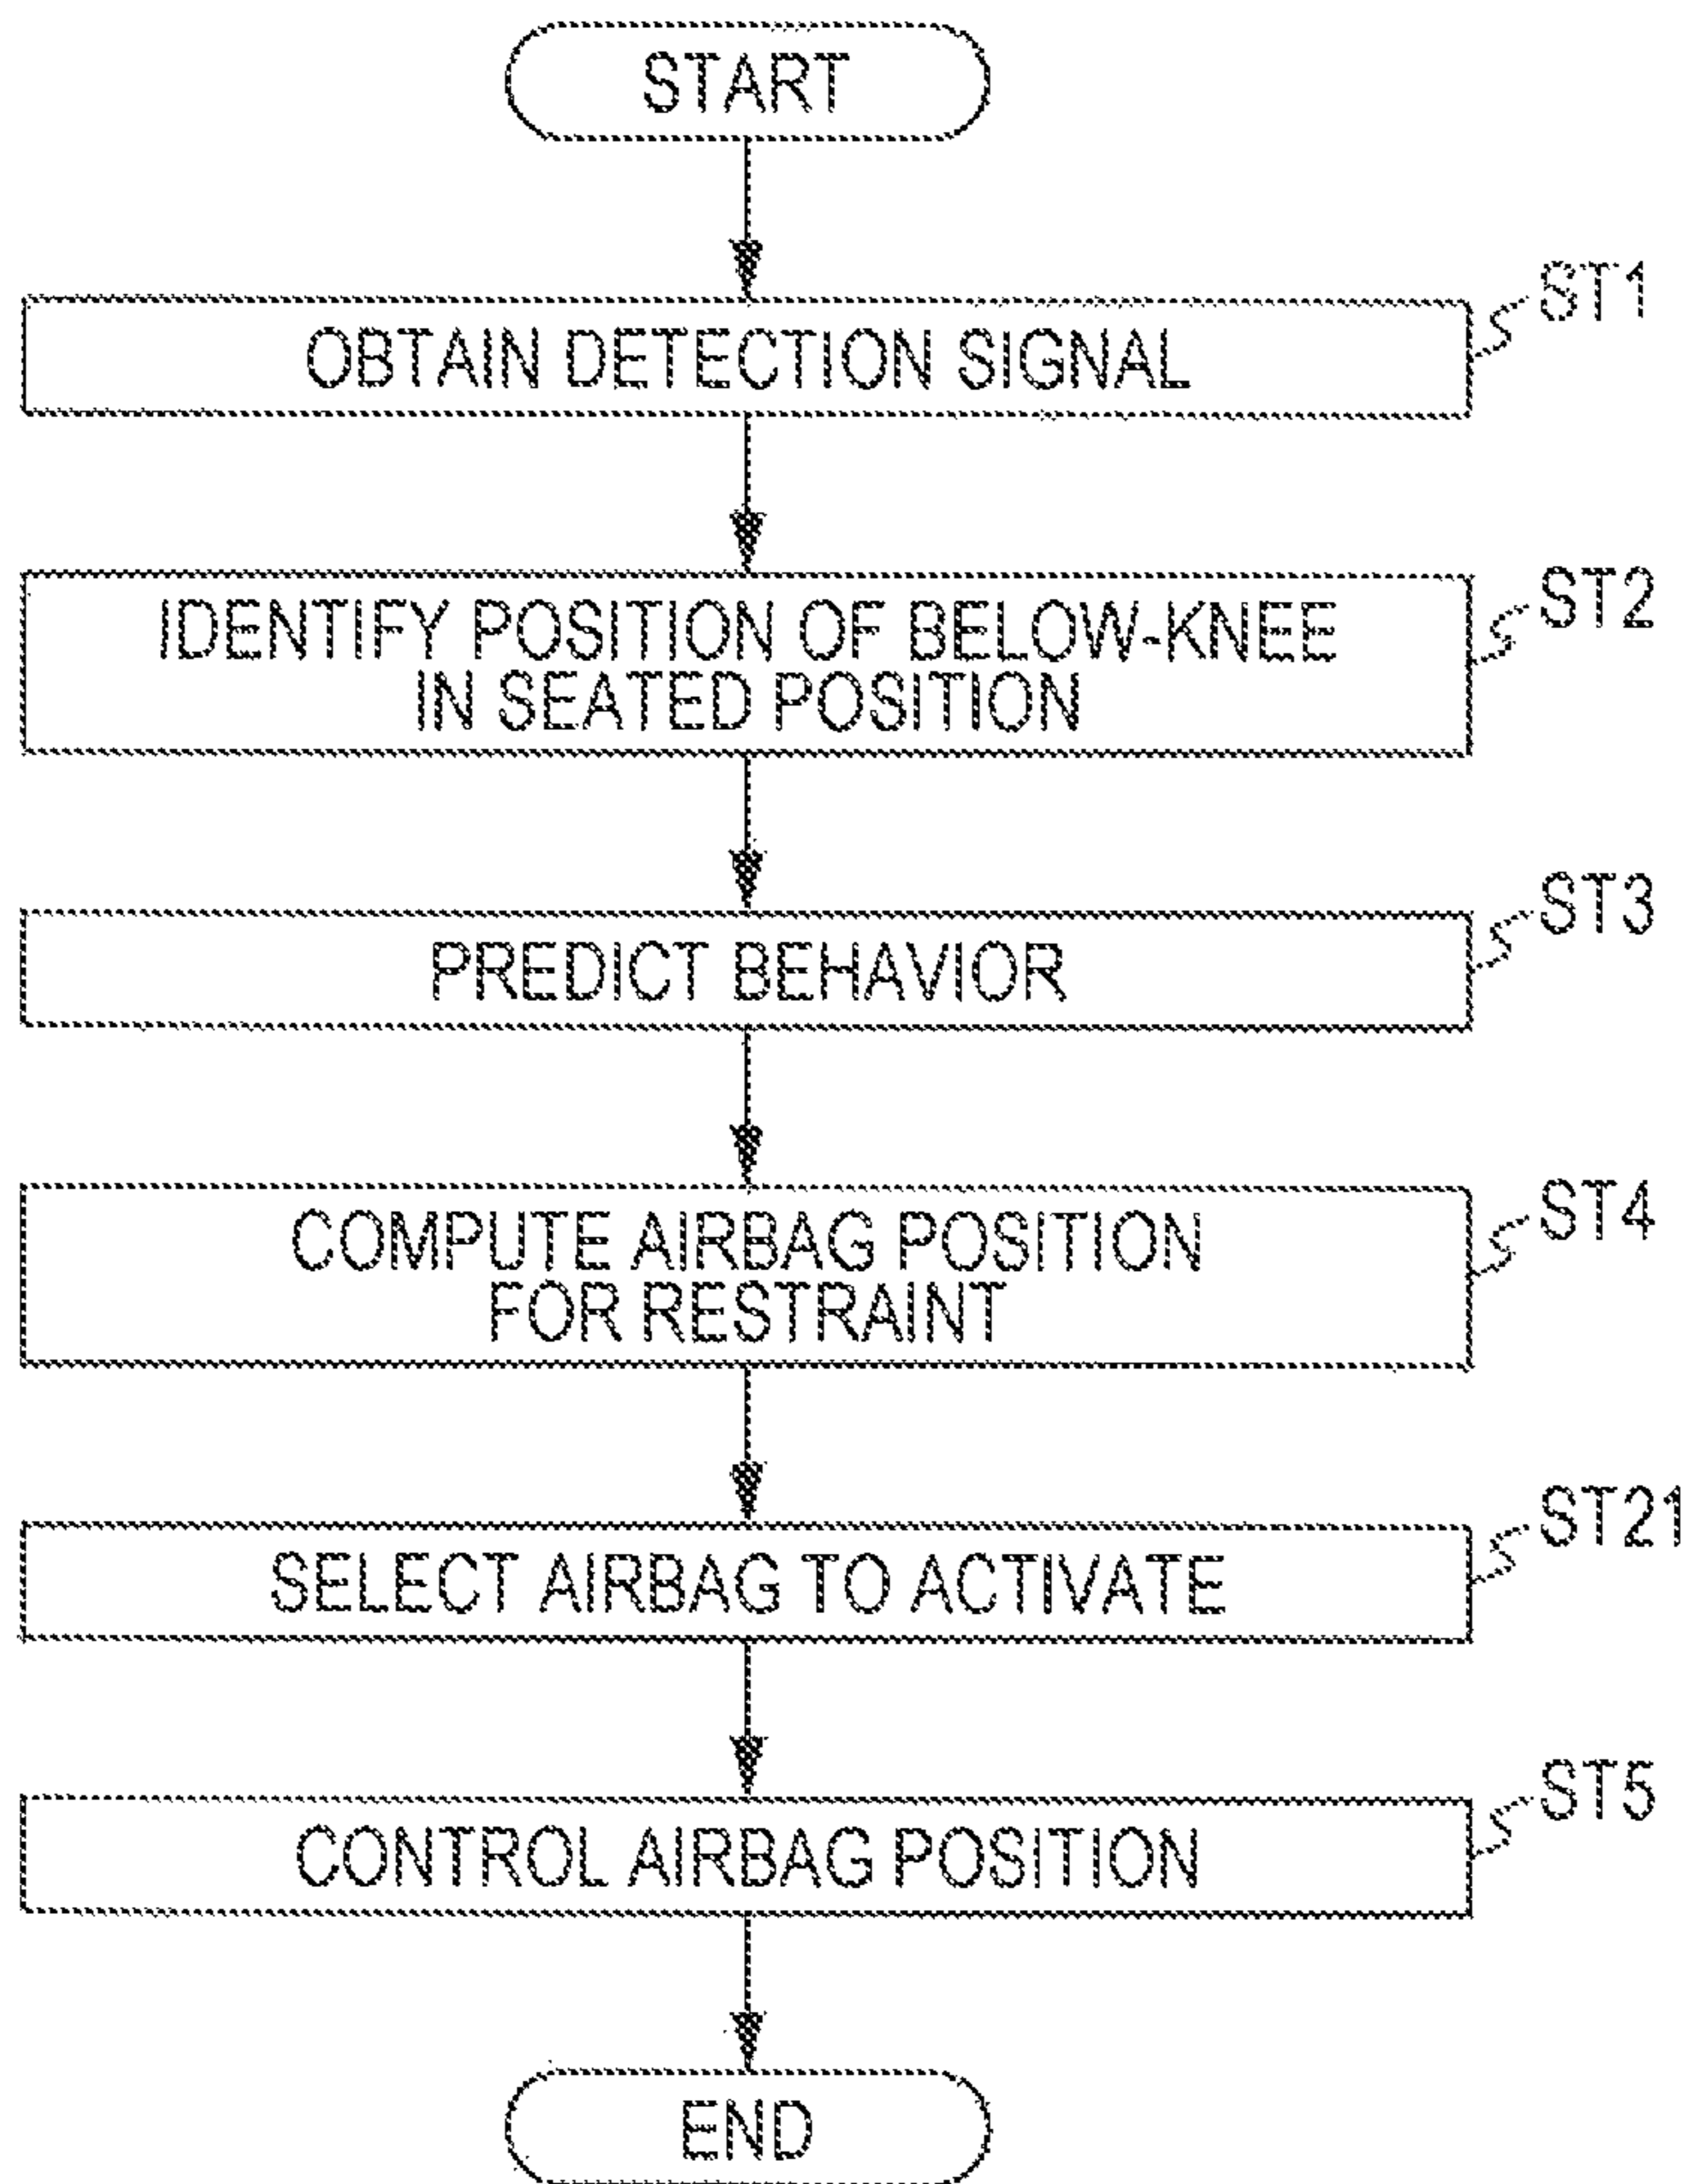 START
OBTAIN DETECTION SIGNAL
ST1
IDENTIFY POSITION OF BELOW-KNEE
IN SEATED POSITION
ST2
PREDICT BEHAVIOR
ST3
COMPUTE AIRBAG POSITION
FOR RESTRAINT
ST4
SELECT AIRBAG TO ACTIVATE
ST21
CONTROL AIRBAG POSITION
ST5
END